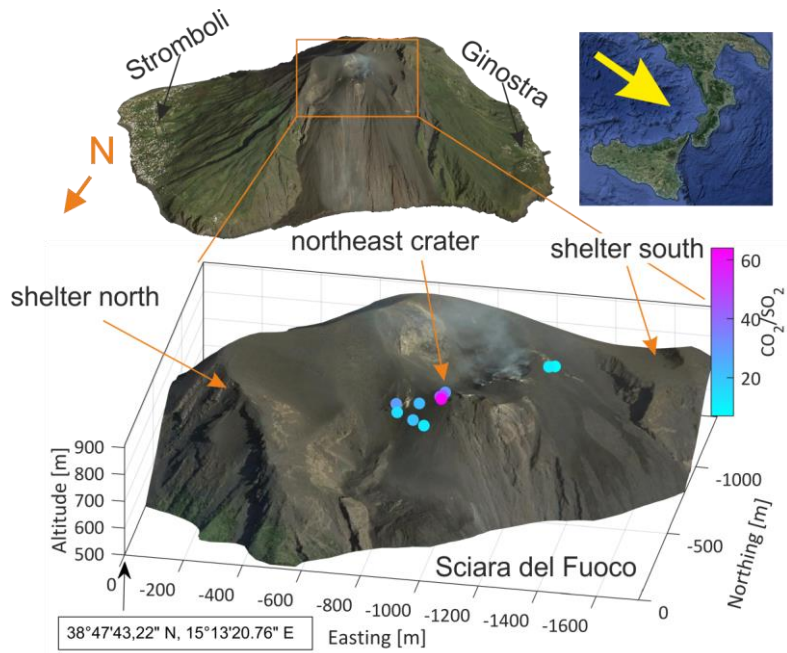 Stromboli
Ginostra
N
northeast crater
shelter south
shelter north
60
40
20
CO2/SO2
900
800
700
600
500
Altitude [m]
0
-200
-400
-600
-800
-1000
-1200
-1400
-1600
Easting [m]
-1000
-500
0
Northing [m]
Sciara del Fuoco
38°47'43,22" N, 15°13'20.76" E